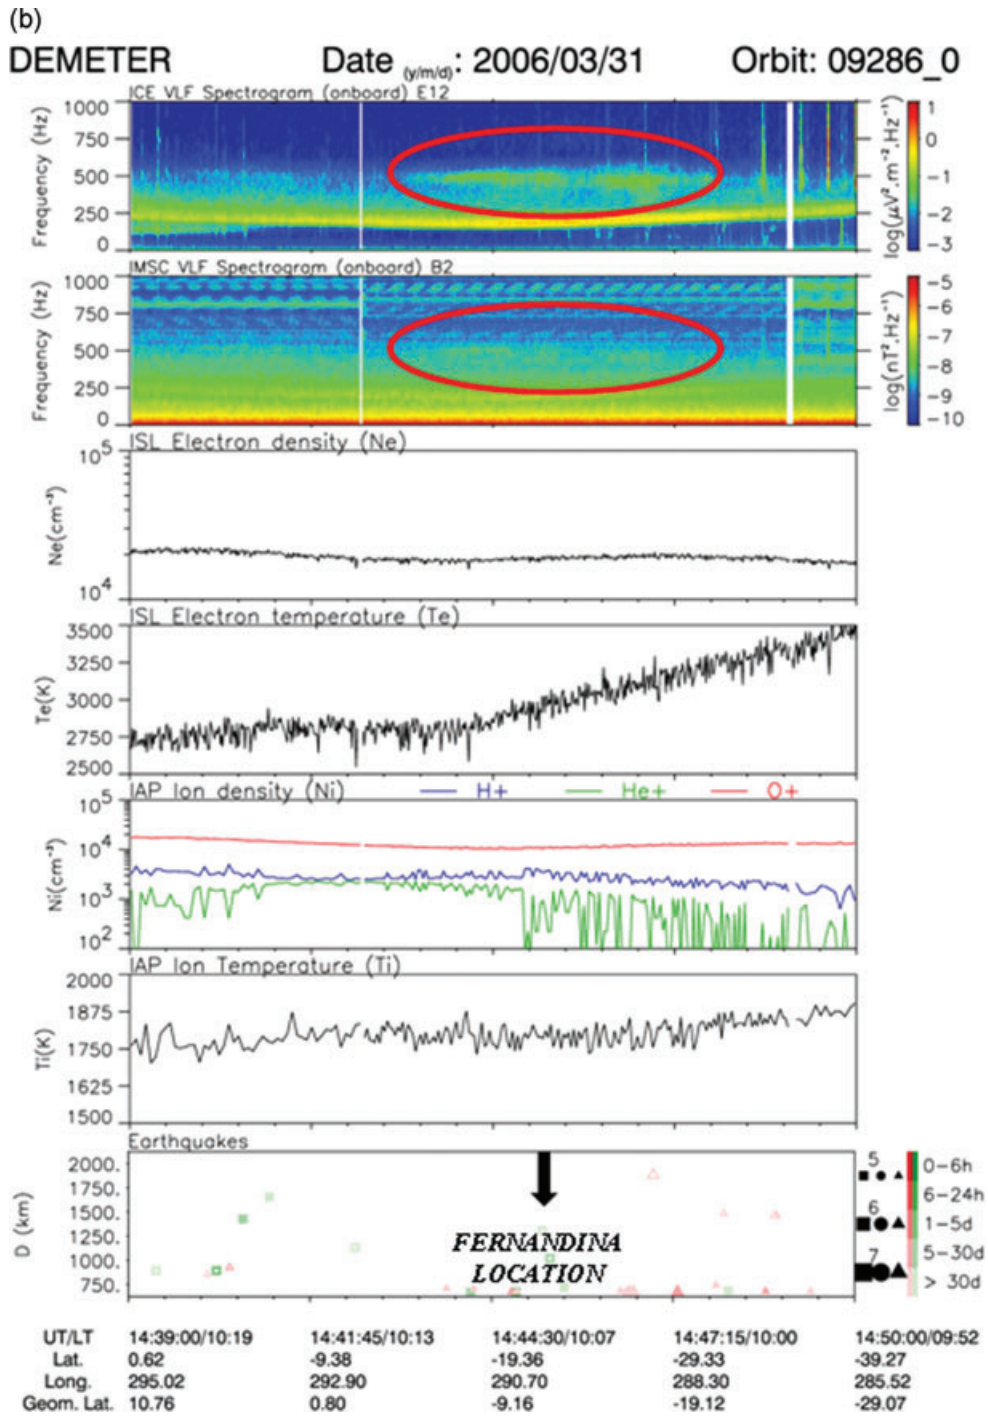 (b)
DEMETER Date (y/m/d): 2006/03/31 Orbit: 09286_0
ICE VLF Spectrogram (onboard) E12
Frequency (Hz)
1000
750
500
250
0
1
0
-1
-2
-3
log(μV².m⁻².Hz⁻¹)
IMSC VLF Spectrogram (onboard) B2
Frequency (Hz)
1000
750
500
250
0
-5
-6
-7
-8
-9
-10
log(nT².Hz⁻¹)
ISL Electron density (Ne)
Ne(cm⁻³)
10⁵
10⁴
ISL Electron temperature (Te)
Te(K)
3500
3250
3000
2750
2500
IAP Ion density (Ni) H+ He+ O+
Ni(cm⁻³)
10⁵
10⁴
10³
10²
IAP Ion Temperature (Ti)
Ti(K)
2000
1875
1750
1625
1500
Earthquakes
D (km)
2000.
1750.
1500.
1250.
1000.
750.
FERNANDINA
LOCATION
5
6
7
0-6h
6-24h
1-5d
5-30d
> 30d
UT/LT 14:39:00/10:19 14:41:45/10:13 14:44:30/10:07 14:47:15/10:00 14:50:00/09:52
Lat. 0.62 -9.38 -19.36 -29.33 -39.27
Long. 295.02 292.90 290.70 288.30 285.52
Geom. Lat. 10.76 0.80 -9.16 -19.12 -29.07